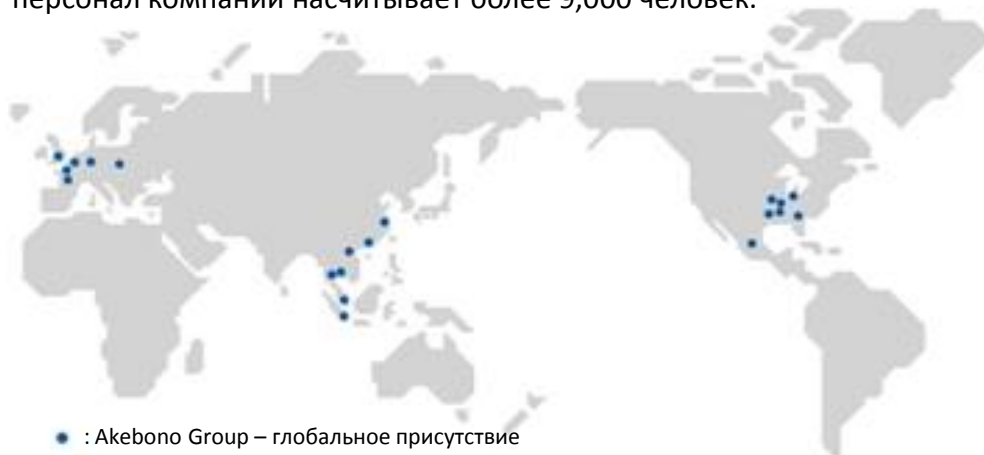 персонал компании насчитывает более 9,000 человек.
: Akebono Group – глобальное присутствие